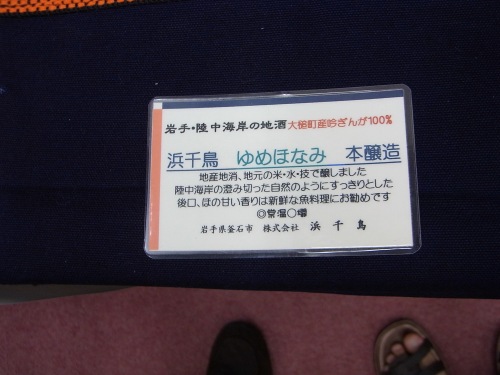 岩手・陸中海岸の地酒大槌町産吟ぎんが100%
浜千鳥 ゆめほなみ 本醸造
地産地消、地元の米・水・技で醸しました
陸中海岸の澄み切った自然のようにすっきりとした
後口、ほの甘い香りは新鮮な魚料理にお勧めです
◎常温○燗
岩手県釜石市 株式会社 浜千鳥